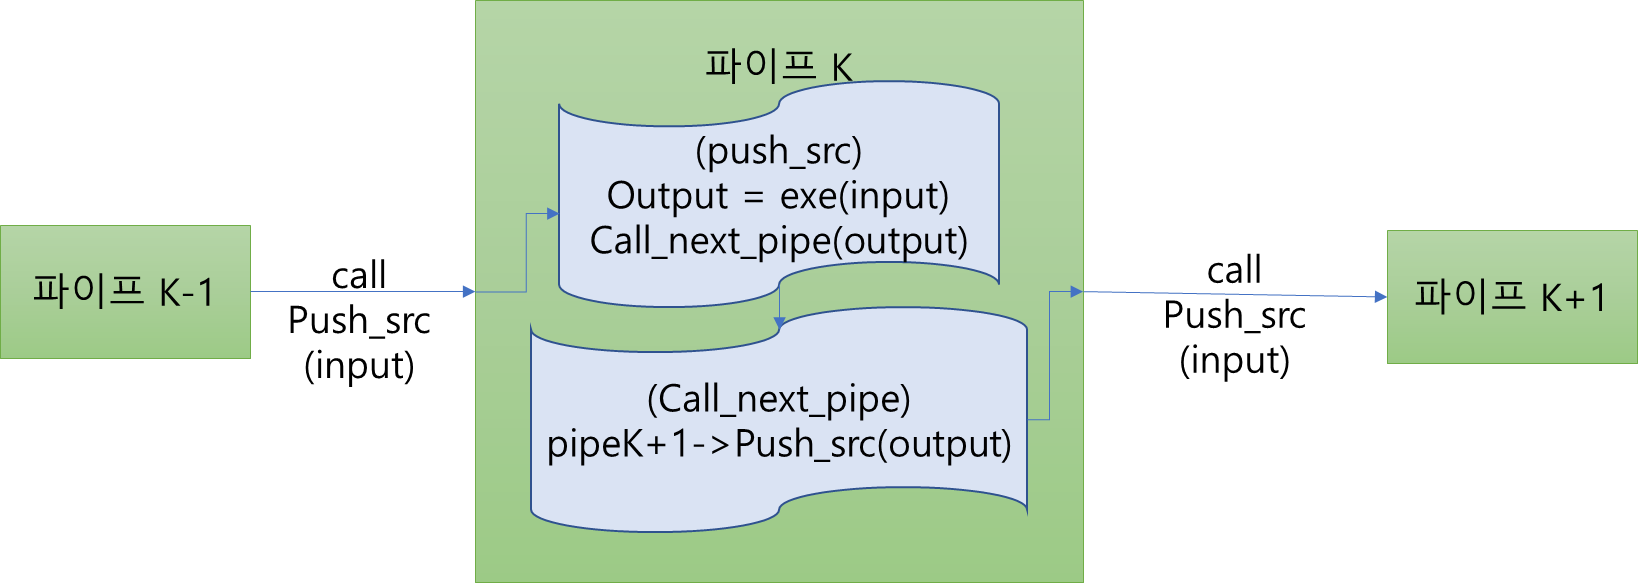 파이프 K-1
call
Push_src
(input)
파이프 K
(push_src)
Output = exe(input)
Call_next_pipe(output)
(Call_next_pipe)
pipeK+1->Push_src(output)
call
Push_src
(input)
파이프 K+1